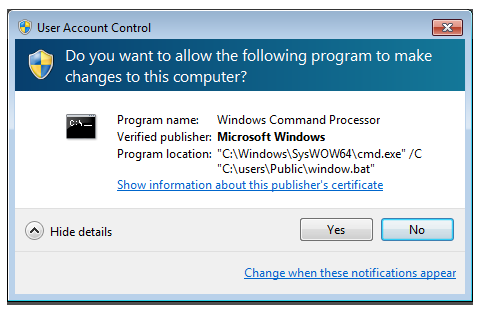 User Account Control
Do you want to allow the following program to make
changes to this computer?
C:\_
Program name: Windows Command Processor
Verified publisher: Microsoft Windows
Program location: "C:\Windows\SysWOW64\cmd.exe" /C
"C:\users\Public\window.bat"
Show information about this publisher's certificate
Hide details
Yes
No
Change when these notifications appear